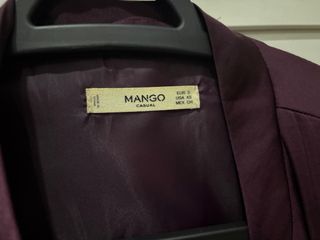 MANGO
CASUAL
EUR S
USA XS
MEX CH